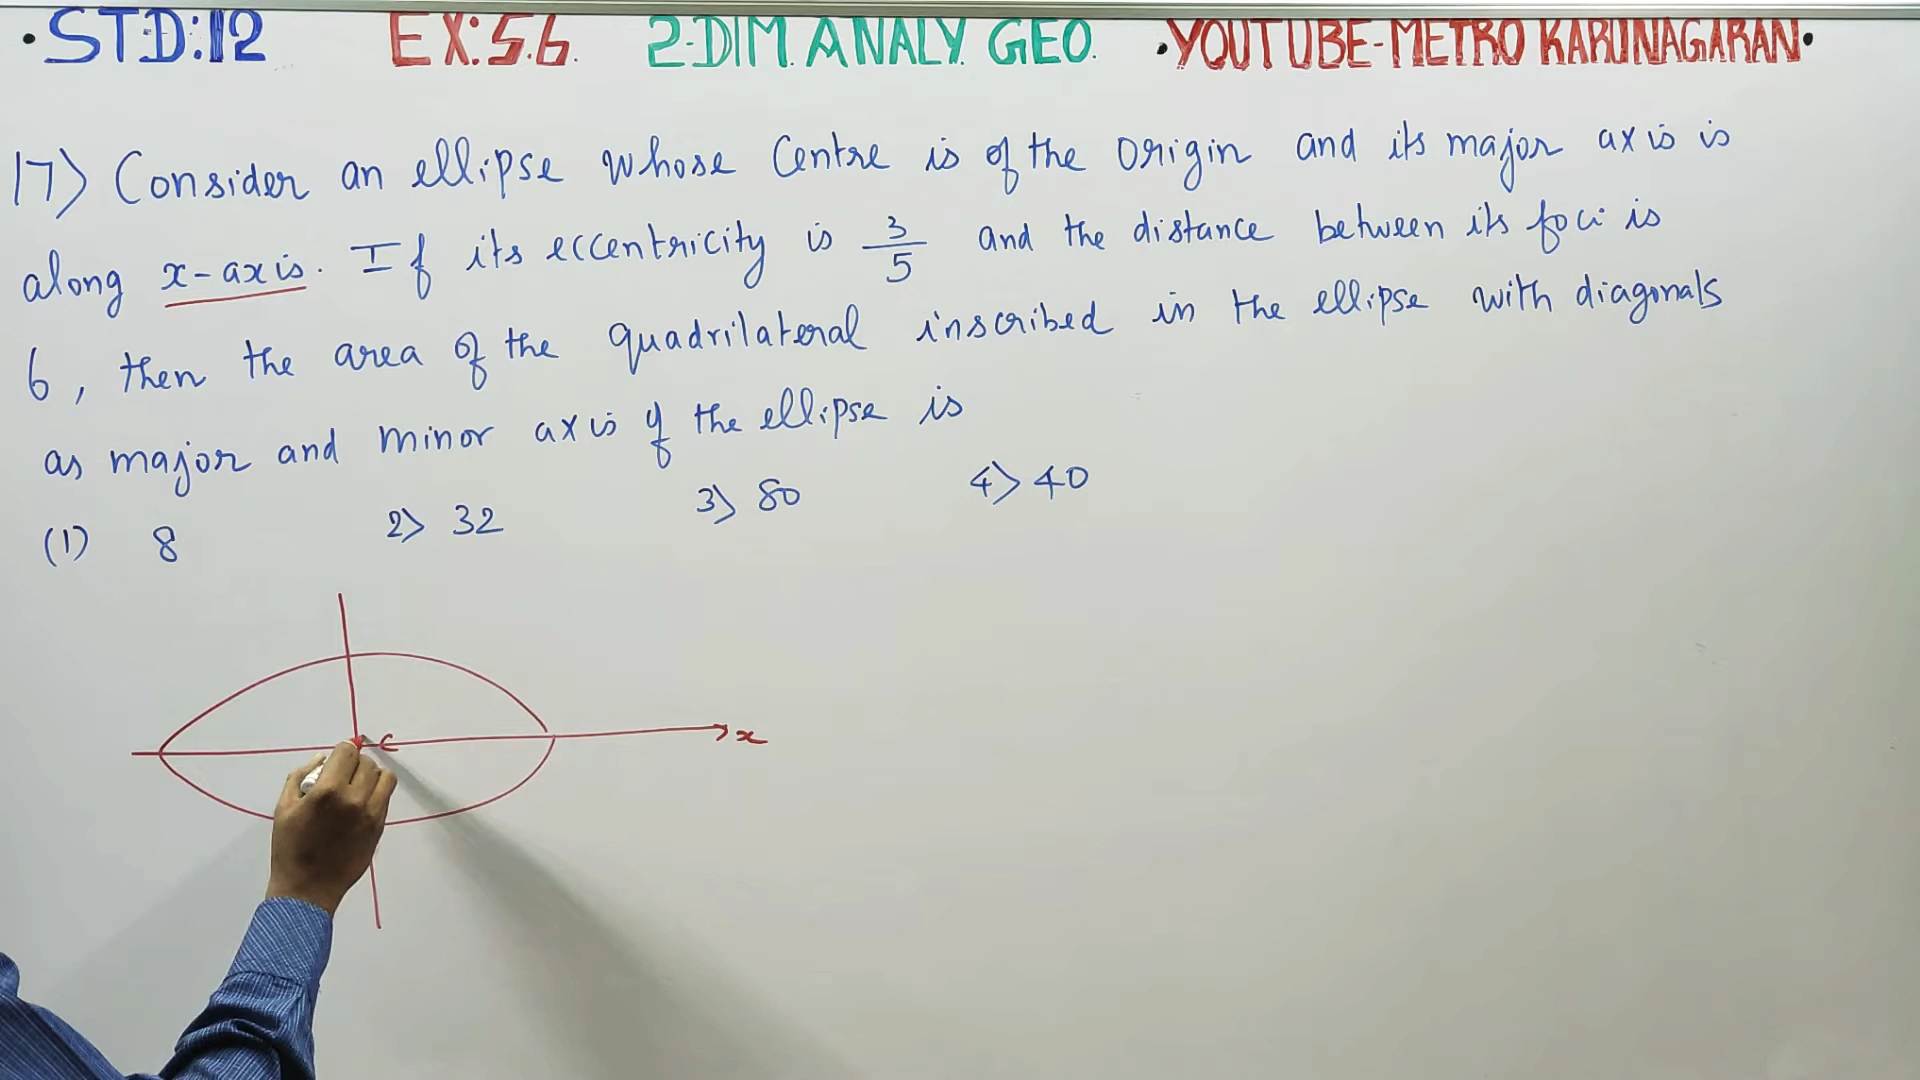 •STD:12 EX:5.6. 2-DIM. ANALY. GEO. •YOUTUBE-METRO KARUNAGARAN•
17) Consider an ellipse whose Centre is of the origin and its major axis is
along x-axis. If its eccentricity is 3/5 and the distance between its foci is
6, then the area of the quadrilateral inscribed in the ellipse with diagonals
as major and minor axis of the ellipse is
(1) 8 2) 32 3) 80 4) 40
c x